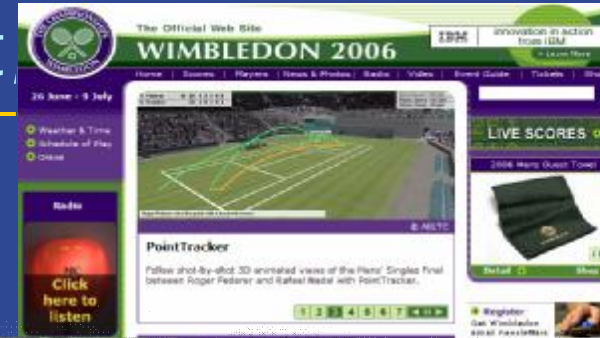 The Official Web Site
WIMBLEDON 2006
IBM
innovation in action
from IBM
Learn More
Home | Scores | Players | News & Photos | Radio | Video | Event Guide | Tickets |
26 June - 9 July
Weather & Time
Schedule of Play
LIVE SCORES
2006 Mens Guest Towel
Radio
© AELTC
PointTracker
Follow shot-by-shot 3D animated views of the Mens' Singles Final
between Roger Federer and Rafael Nadal with PointTracker.
Detail
Shop
Click
here to
listen
1 2 3 4 5 6 7
Register
Get Wimbledon
email newsletters